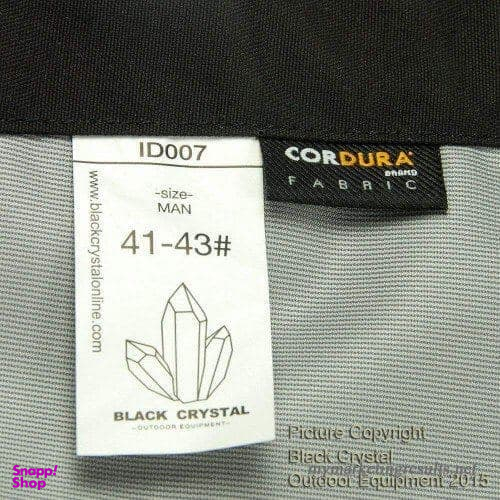 ID007
-size-
MAN
41-43#
www.blackcrystalonline.com
BLACK CRYSTAL
-OUTDOOR EQUIPMENT-
CORDURA®
BRAND
FABRIC
Picture Copyright
Black Crystal
Outdoor Equipment 2015
Snapp!
Shop